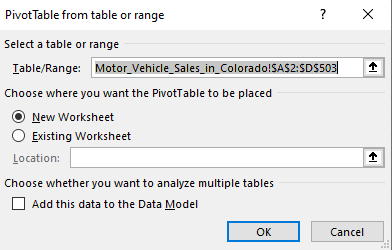 PivotTable from table or range
Select a table or range
Table/Range: Motor_Vehicle_Sales_in_Colorado!$A$2:$D$503
Choose where you want the PivotTable to be placed
New Worksheet
Existing Worksheet
Location:
Choose whether you want to analyze multiple tables
Add this data to the Data Model
OK Cancel